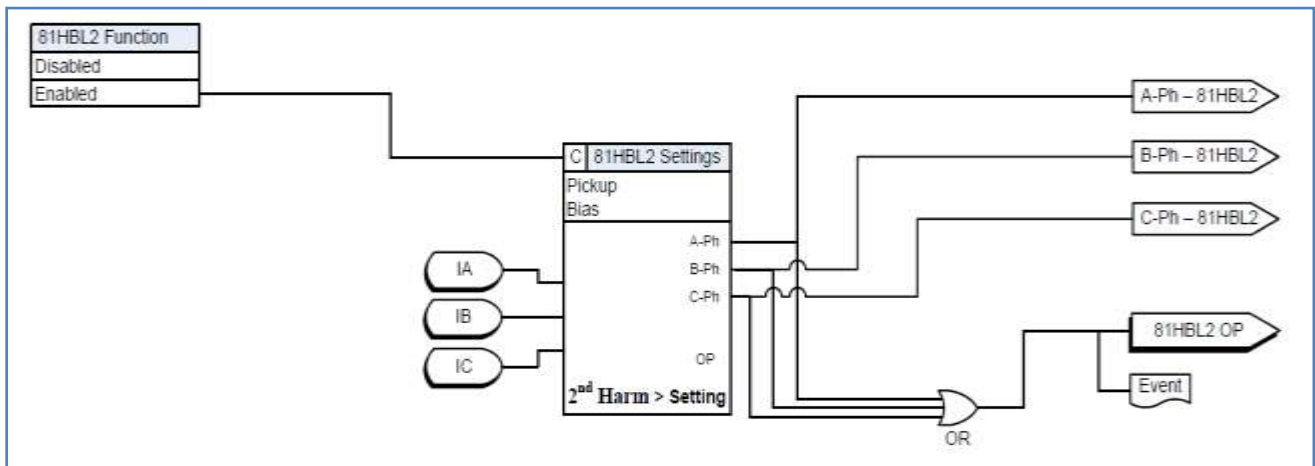 81HBL2 Function
Disabled
Enabled
A-Ph – 81HBL2
B-Ph – 81HBL2
C-Ph – 81HBL2
C 81HBL2 Settings
Pickup
Bias
A-Ph
B-Ph
C-Ph
IA
IB
IC
OP
2nd Harm > Setting
81HBL2 OP
Event
OR